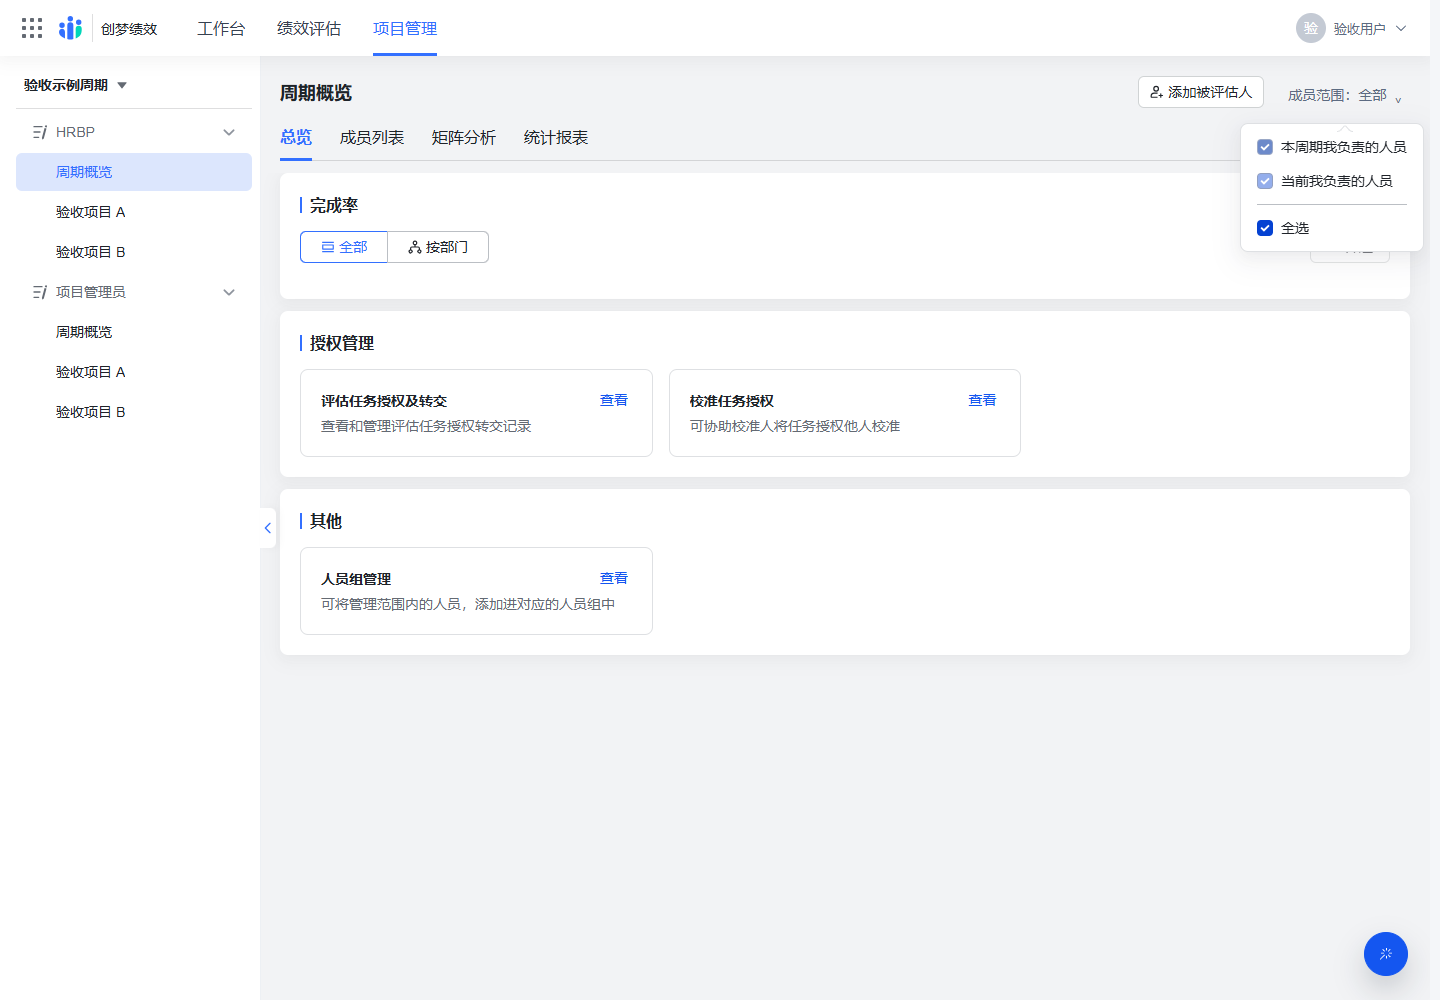 创梦绩效
工作台
绩效评估
项目管理
验
验收用户
验收示例周期
HRBP
周期概览
验收项目 A
验收项目 B
项目管理员
周期概览
验收项目 A
验收项目 B
周期概览
添加被评估人
成员范围：全部
总览
成员列表
矩阵分析
统计报表
本周期我负责的人员
当前我负责的人员
全选
完成率
全部
按部门
授权管理
评估任务授权及转交
查看
查看和管理评估任务授权转交记录
校准任务授权
查看
可协助校准人将任务授权他人校准
其他
人员组管理
查看
可将管理范围内的人员，添加进对应的人员组中